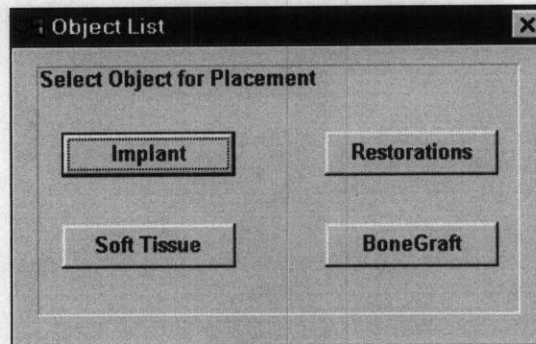 Object List
Select Object for Placement
Implant
Restorations
Soft Tissue
BoneGraft